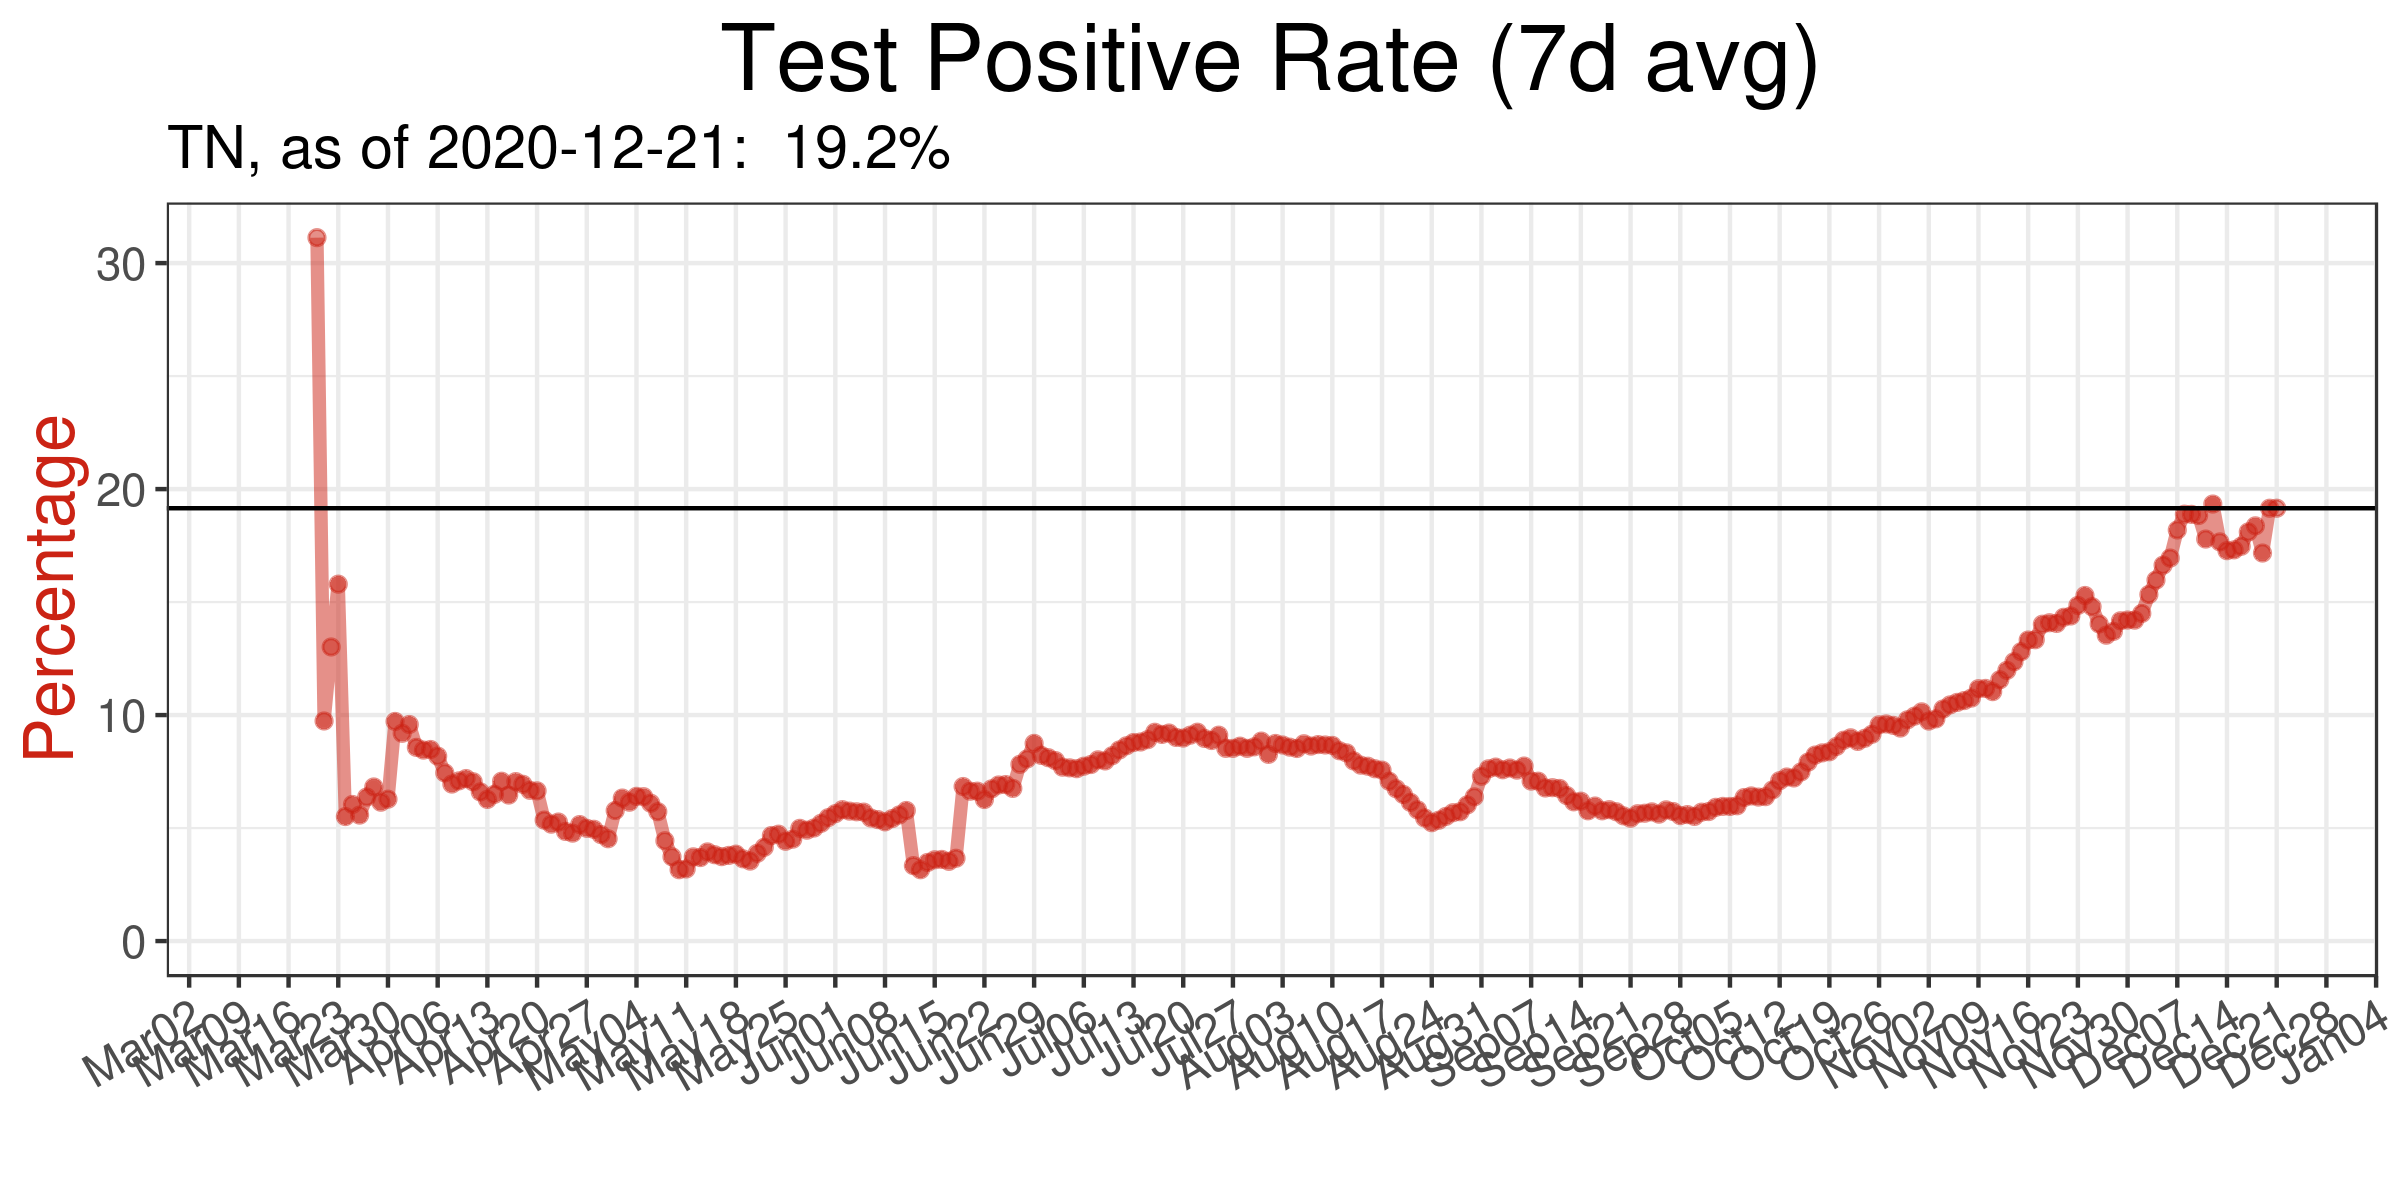 Test Positive Rate (7d avg)
TN, as of 2020-12-21:  19.2%
Percentage
30
20
10
0
Mar02
Mar09
Mar16
Mar23
Mar30
Apr06
Apr13
Apr20
Apr27
May04
May11
May18
May25
Jun01
Jun08
Jun15
Jun22
Jun29
Jul06
Jul13
Jul20
Jul27
Aug03
Aug10
Aug17
Aug24
Aug31
Sep07
Sep14
Sep21
Sep28
Oct05
Oct12
Oct19
Oct26
Nov02
Nov09
Nov16
Nov23
Nov30
Dec07
Dec14
Dec21
Dec28
Jan04